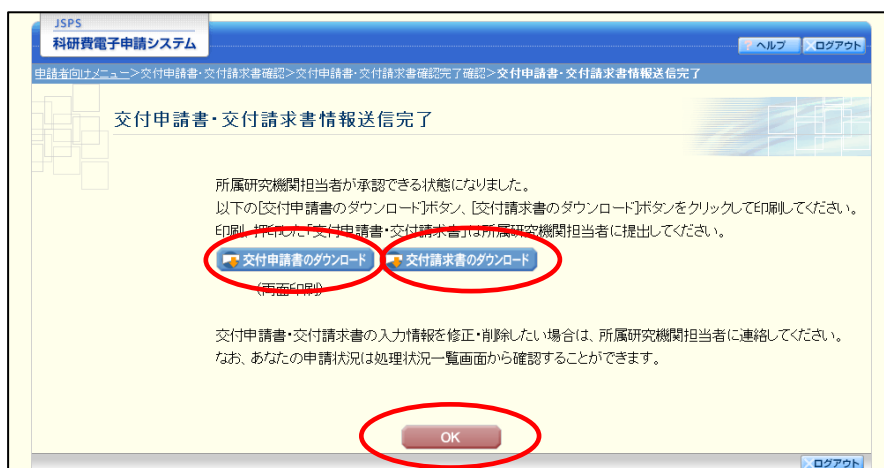 JSPS
科研費電子申請システム
ヘルプ
ログアウト
申請者向けメニュー>交付申請書・交付請求書確認>交付申請書・交付請求書確認完了確認>交付申請書・交付請求書情報送信完了
交付申請書・交付請求書情報送信完了
所属研究機関担当者が承認できる状態になりました。
以下の[交付申請書のダウンロード]ボタン、[交付請求書のダウンロード]ボタンをクリックして印刷してください。
印刷、押印した「交付申請書・交付請求書」は所属研究機関担当者に提出してください。
交付申請書のダウンロード
交付請求書のダウンロード
(両面印刷)
交付申請書・交付請求書の入力情報を修正・削除したい場合は、所属研究機関担当者に連絡してください。
なお、あなたの申請状況は処理状況一覧画面から確認することができます。
OK
ログアウト